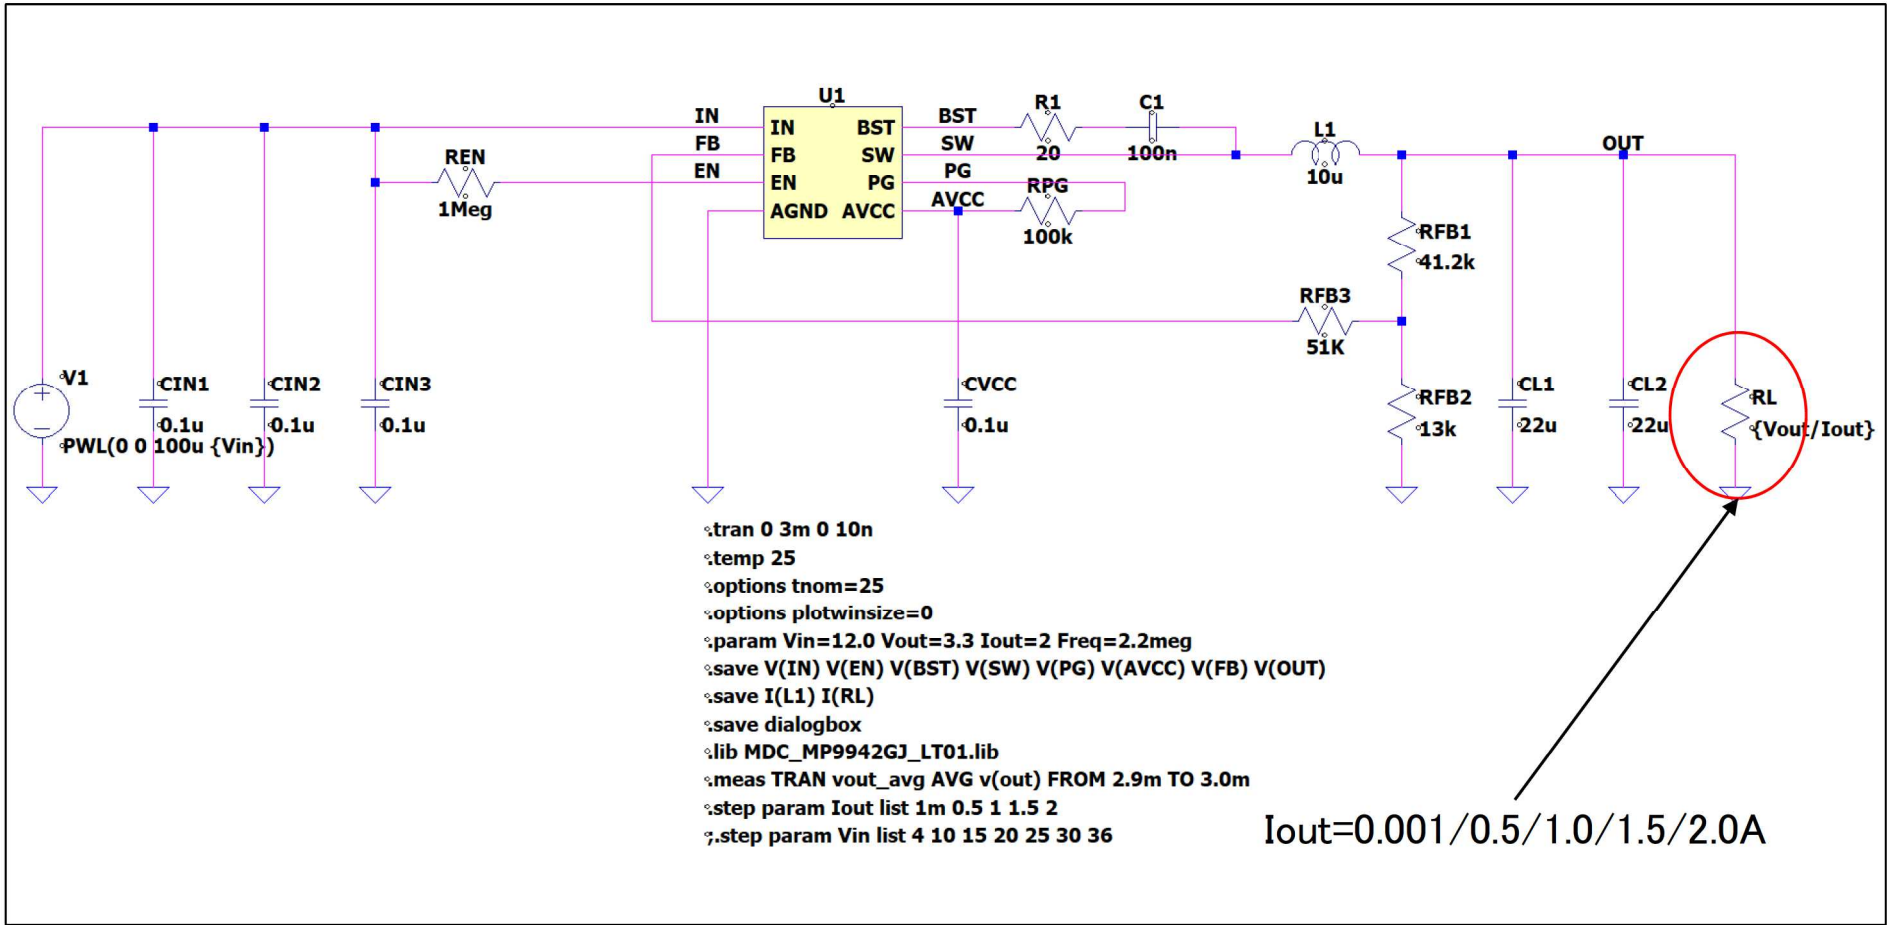 U1
IN
FB
EN
IN
FB
EN
AGND
BST
SW
PG
AVCC
BST
SW
PG
AVCC
R1
20
C1
100n
RPG
100k
L1
10u
OUT
REN
1Meg
RFB1
41.2k
RFB3
51K
RFB2
13k
V1
PWL(0 0 100u {Vin})
CIN1
0.1u
CIN2
0.1u
CIN3
0.1u
CVCC
0.1u
CL1
22u
CL2
22u
RL
{Vout/Iout}
.tran 0 3m 0 10n
.temp 25
.options tnom=25
.options plotwinsize=0
.param Vin=12.0 Vout=3.3 Iout=2 Freq=2.2meg
.save V(IN) V(EN) V(BST) V(SW) V(PG) V(AVCC) V(FB) V(OUT)
.save I(L1) I(RL)
.save dialogbox
.lib MDC_MP9942GJ_LT01.lib
.meas TRAN vout_avg AVG v(out) FROM 2.9m TO 3.0m
.step param Iout list 1m 0.5 1 1.5 2
;.step param Vin list 4 10 15 20 25 30 36
Iout=0.001/0.5/1.0/1.5/2.0A